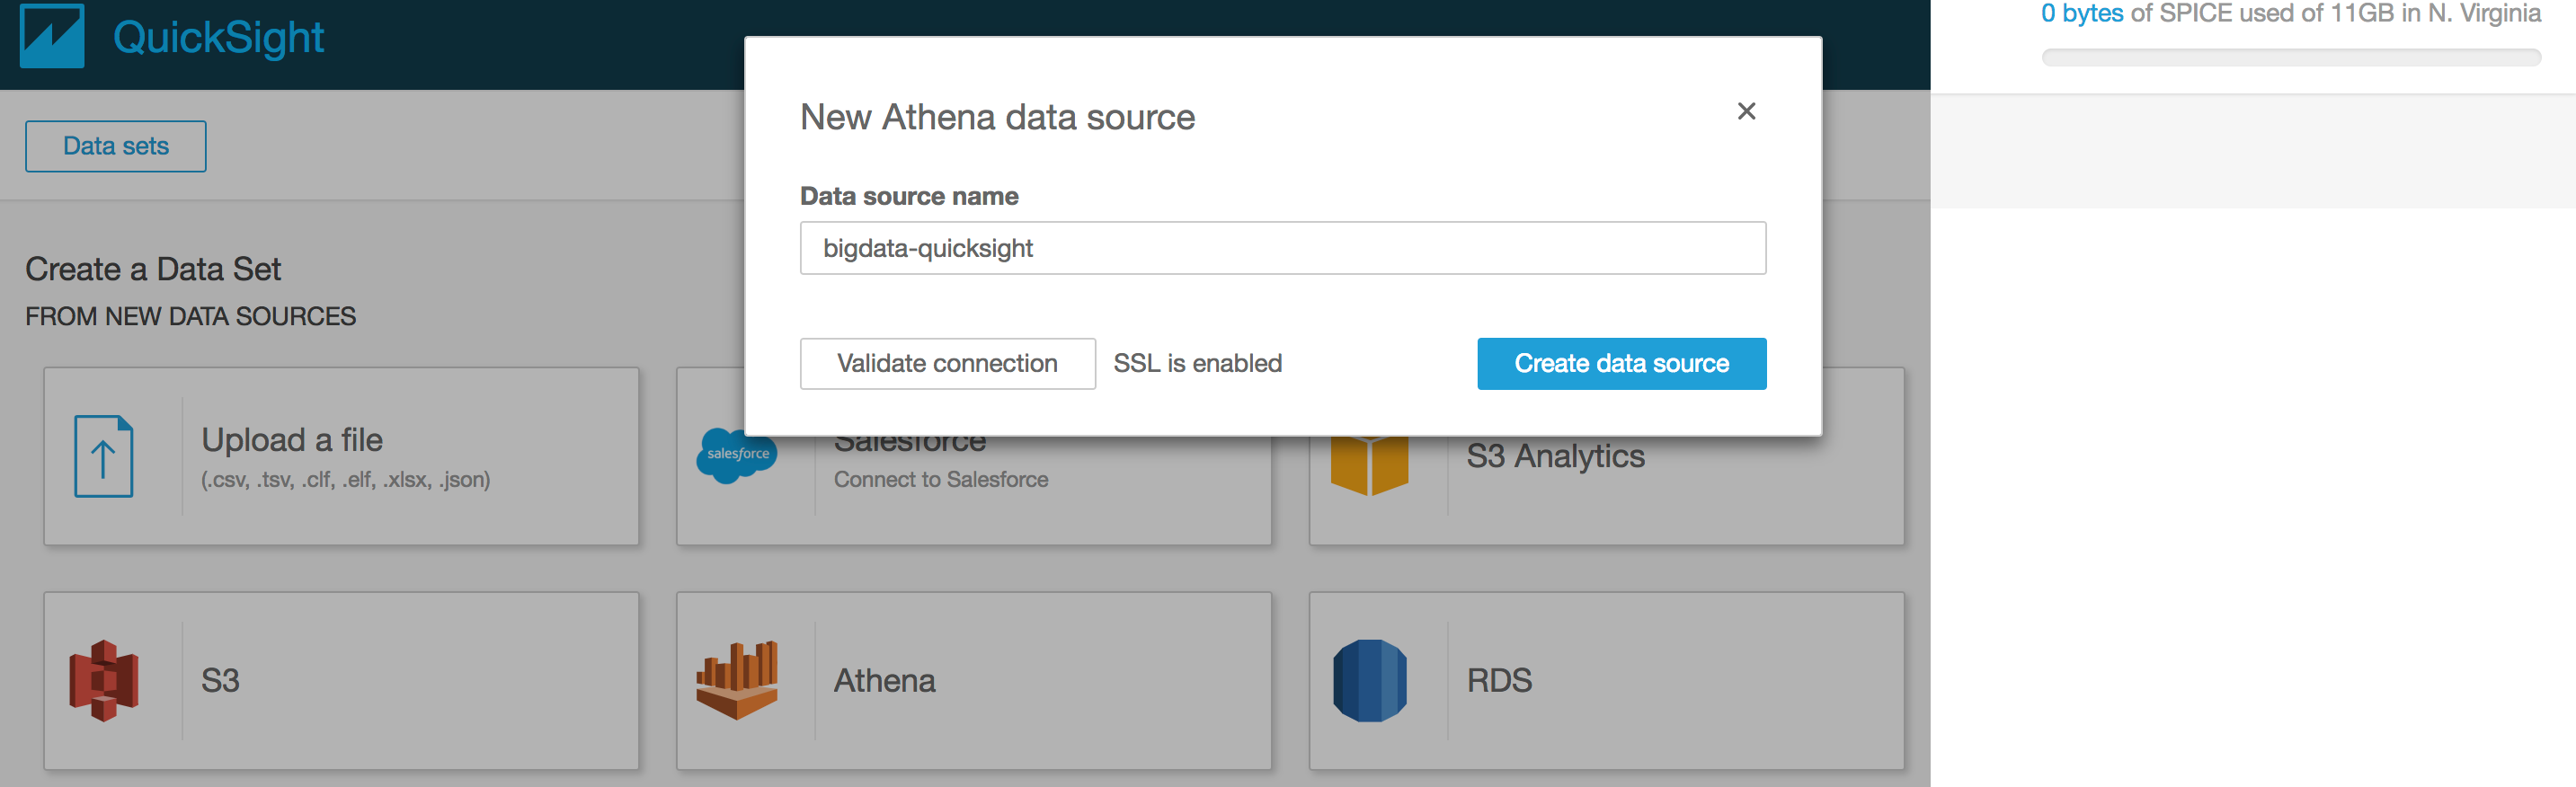 QuickSight
0 bytes of SPICE used of 11GB in N. Virginia
Data sets
New Athena data source
Data source name
bigdata-quicksight
Validate connection
SSL is enabled
Create data source
Create a Data Set
FROM NEW DATA SOURCES
Upload a file
(.csv, .tsv, .clf, .elf, .xlsx, .json)
salesforce
Salesforce
Connect to Salesforce
S3 Analytics
S3
Athena
RDS